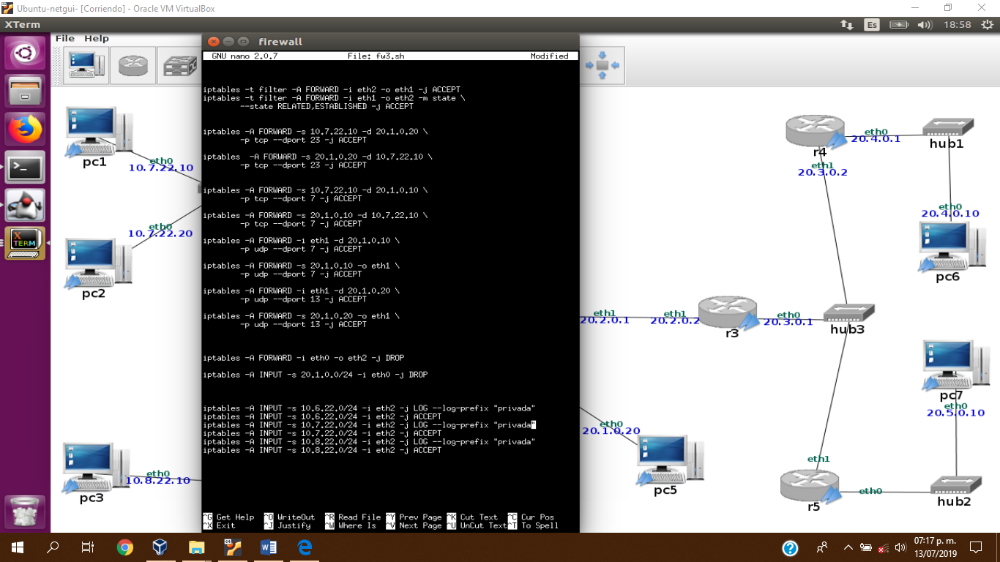 Ubuntu-netgui- [Corriendo] - Oracle VM VirtualBox
XTerm
Es
18:58
File Help
firewall
GNU nano 2.0.7 File: fw3.sh Modified
iptables -t filter -A FORWARD -i eth2 -o eth1 -j ACCEPT
iptables -t filter -A FORWARD -i eth1 -o eth2 -m state \
--state RELATED,ESTABLISHED -j ACCEPT
iptables -A FORWARD -s 10.7.22.10 -d 20.1.0.20 \
-p tcp --dport 23 -j ACCEPT
iptables  -A FORWARD -s 20.1.0.20 -d 10.7.22.10 \
-p tcp --dport 23 -j ACCEPT
iptables -A FORWARD -s 10.7.22.10 -d 20.1.0.10 \
-p tcp --dport 7 -j ACCEPT
iptables -A FORWARD -s 20.1.0.10 -d 10.7.22.10 \
-p tcp --dport 7 -j ACCEPT
iptables -A FORWARD -i eth1 -d 20.1.0.10 \
-p udp --dport 7 -j ACCEPT
iptables -A FORWARD -s 20.1.0.10 -o eth1 \
-p udp --dport 7 -j ACCEPT
iptables -A FORWARD -i eth1 -d 20.1.0.20 \
-p udp --dport 13 -j ACCEPT
iptables -A FORWARD -s 20.1.0.20 -o eth1 \
-p udp --dport 13 -j ACCEPT
iptables -A FORWARD -i eth0 -o eth2 -j DROP
iptables -A INPUT -s 20.1.0.0/24 -i eth0 -j DROP
iptables -A INPUT -s 10.6.22.0/24 -i eth2 -j LOG --log-prefix "privada"
iptables -A INPUT -s 10.6.22.0/24 -i eth2 -j ACCEPT
iptables -A INPUT -s 10.7.22.0/24 -i eth2 -j LOG --log-prefix "privada"
iptables -A INPUT -s 10.7.22.0/24 -i eth2 -j ACCEPT
iptables -A INPUT -s 10.8.22.0/24 -i eth2 -j LOG --log-prefix "privada"
iptables -A INPUT -s 10.8.22.0/24 -i eth2 -j ACCEPT
^G Get Help ^O WriteOut ^R Read File ^Y Prev Page ^K Cut Text ^C Cur Pos
^X Exit ^J Justify ^W Where Is ^V Next Page ^U UnCut Text ^T To Spell
X TERM
pc1
eth0
10.7.22.10
eth0
10.7.22.20
pc2
eth0
10.8.22.10
pc3
eth1
20.2.0.1
eth1
20.2.0.2
r3
eth0
20.3.0.1
hub3
r4
eth0
20.4.0.1
hub1
eth1
20.3.0.2
eth0
20.4.0.10
pc6
pc7
eth0
20.5.0.10
eth0
20.1.0.20
pc5
eth1
r5
eth0
hub2
07:17 p. m.
13/07/2019